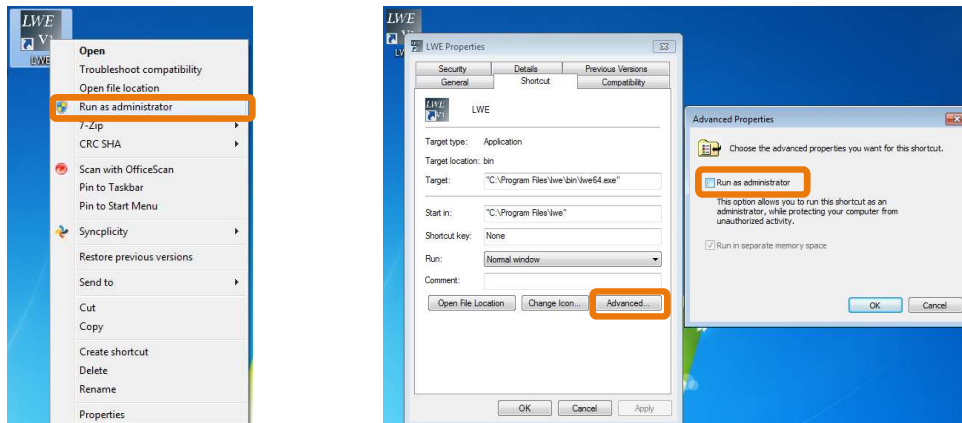 LWE
V1
LWE
Open
Troubleshoot compatibility
Open file location
Run as administrator
7-Zip
CRC SHA
Scan with OfficeScan
Pin to Taskbar
Pin to Start Menu
Syncplicity
Restore previous versions
Send to
Cut
Copy
Create shortcut
Delete
Rename
Properties
LWE
LWE Properties
Security Details Previous Versions
General Shortcut Compatibility
LWE
LWE
Target type: Application
Target location: bin
Target: "C:\Program Files\lwe\bin\lwe64.exe"
Start in: "C:\Program Files\lwe"
Shortcut key: None
Run: Normal window
Comment:
Open File Location Change Icon... Advanced...
OK Cancel Apply
Advanced Properties
Choose the advanced properties you want for this shortcut.
Run as administrator
This option allows you to run this shortcut as an
administrator, while protecting your computer from
unauthorized activity.
Run in separate memory space
OK Cancel